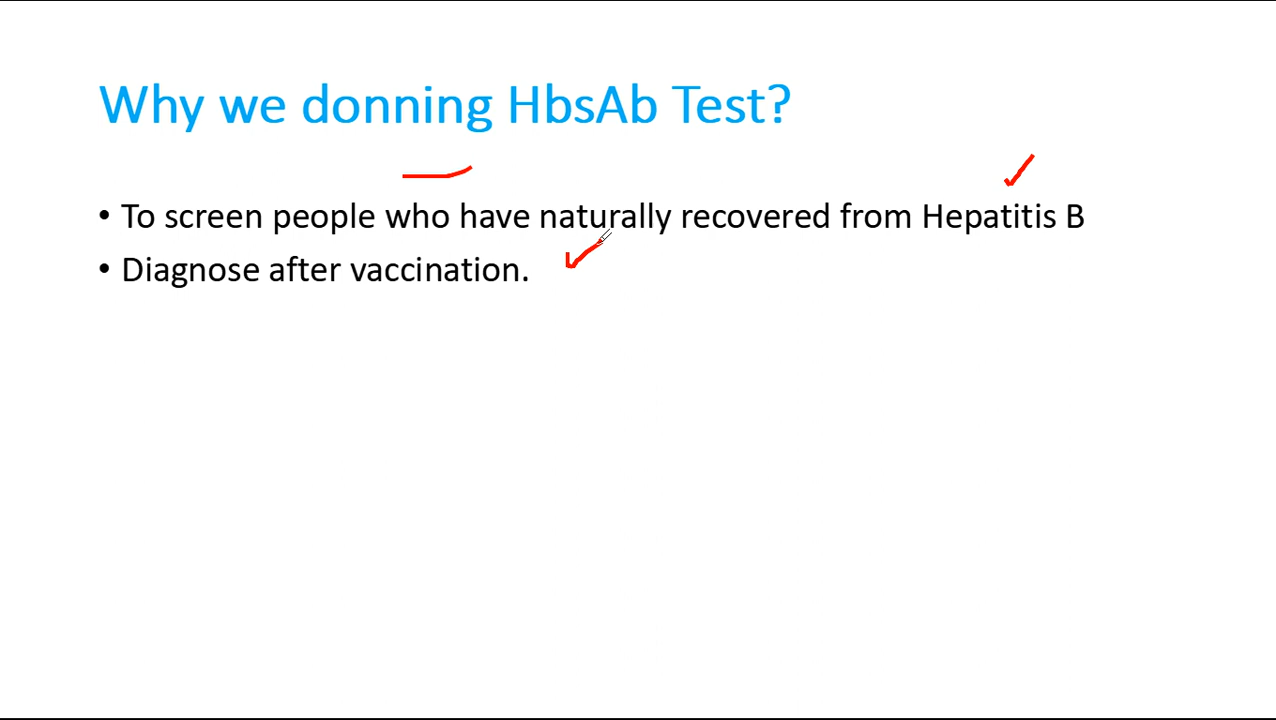 Why we donning HbsAb Test?
• To screen people who have naturally recovered from Hepatitis B
• Diagnose after vaccination.